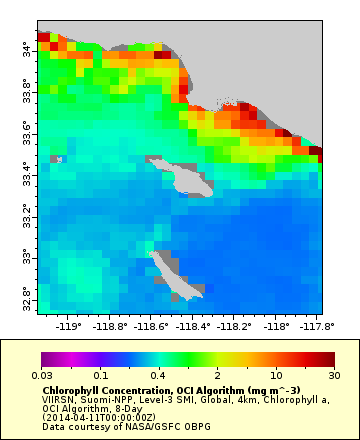 34°
33.8°
33.6°
33.4°
33.2°
33°
32.8°
-119° -118.8° -118.6° -118.4° -118.2° -118° -117.8°
0.03 0.1 0.4 2 10 30
Chlorophyll Concentration, OCI Algorithm (mg m^-3)
VIIRSN, Suomi-NPP, Level-3 SMI, Global, 4km, Chlorophyll a,
OCI Algorithm, 8-Day
(2014-04-11T00:00:00Z)
Data courtesy of NASA/GSFC OBPG